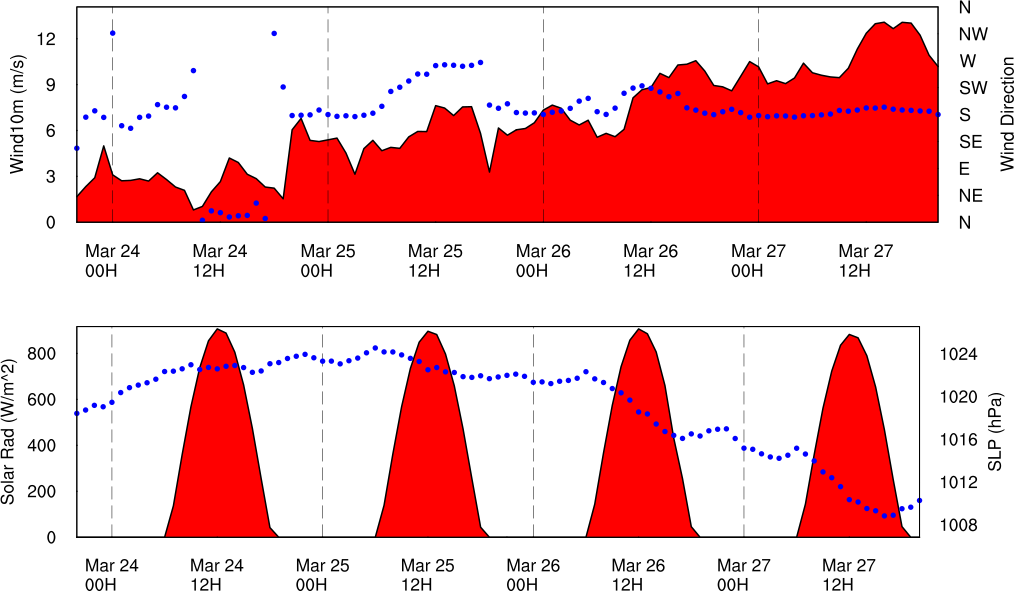 N
NW
W
SW
S
SE
E
NE
N
12
9
6
3
0
Wind10m (m/s)
Wind Direction
Mar 24 Mar 24 Mar 25 Mar 25 Mar 26 Mar 26 Mar 27 Mar 27
00H 12H 00H 12H 00H 12H 00H 12H
800
600
400
200
0
Solar Rad (W/m^2)
1024
1020
1016
1012
1008
SLP (hPa)
Mar 24 Mar 24 Mar 25 Mar 25 Mar 26 Mar 26 Mar 27 Mar 27
00H 12H 00H 12H 00H 12H 00H 12H